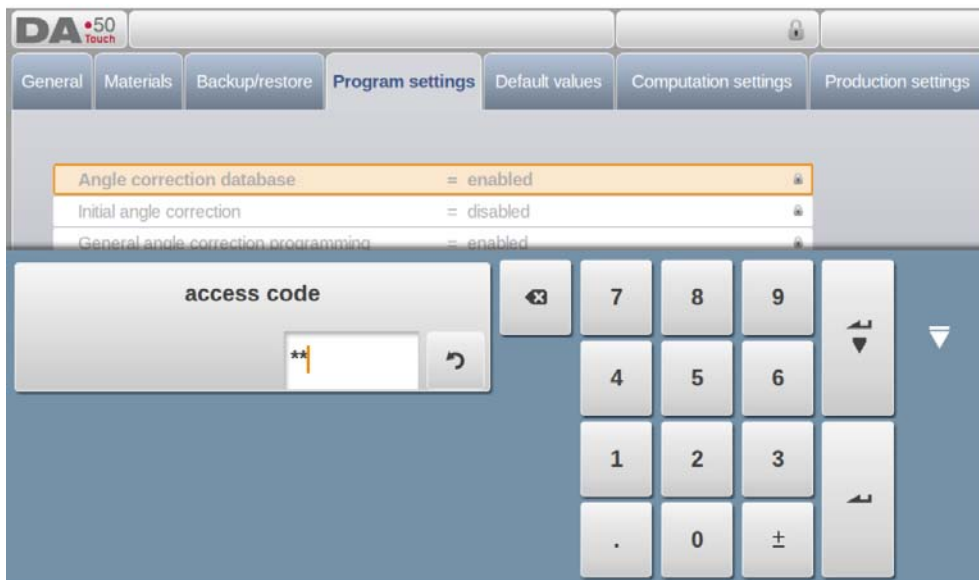 DA•50
Touch
General Materials Backup/restore Program settings Default values Computation settings Production settings
Angle correction database = enabled
Initial angle correction = disabled
General angle correction programming = enabled
access code
**
7 8 9
4 5 6
1 2 3
. 0 ±